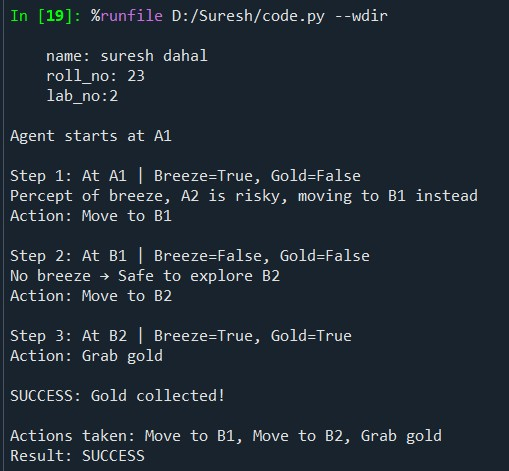 In [19]: %runfile D:/Suresh/code.py --wdir
name: suresh dahal
roll_no: 23
lab_no:2
Agent starts at A1
Step 1: At A1 | Breeze=True, Gold=False
Percept of breeze, A2 is risky, moving to B1 instead
Action: Move to B1
Step 2: At B1 | Breeze=False, Gold=False
No breeze → Safe to explore B2
Action: Move to B2
Step 3: At B2 | Breeze=True, Gold=True
Action: Grab gold
SUCCESS: Gold collected!
Actions taken: Move to B1, Move to B2, Grab gold
Result: SUCCESS